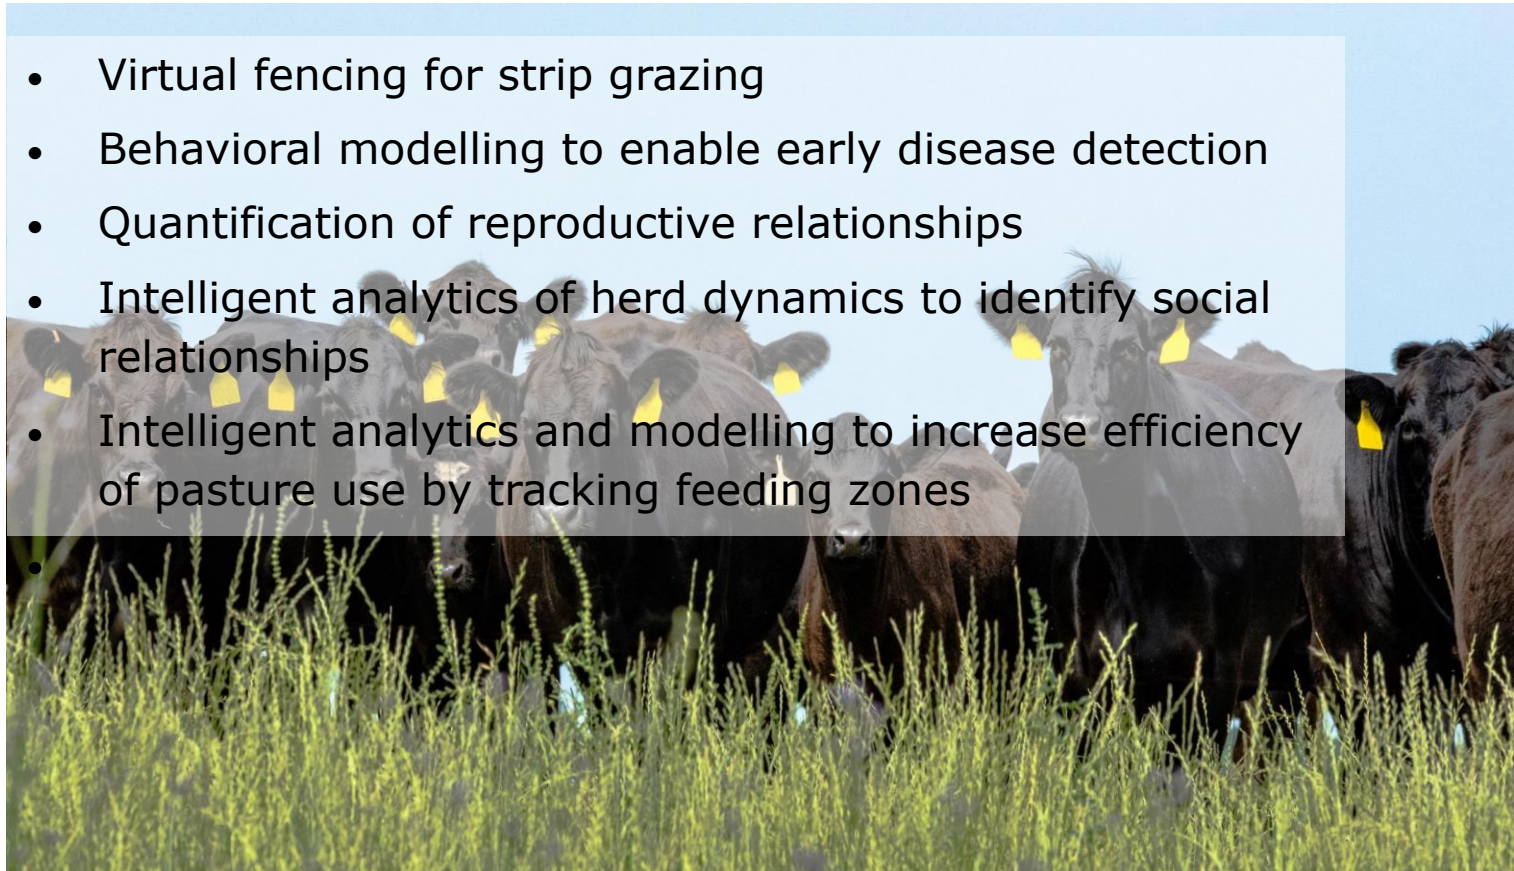 • Virtual fencing for strip grazing
• Behavioral modelling to enable early disease detection
• Quantification of reproductive relationships
• Intelligent analytics of herd dynamics to identify social
relationships
• Intelligent analytics and modelling to increase efficiency
of pasture use by tracking feeding zones
•